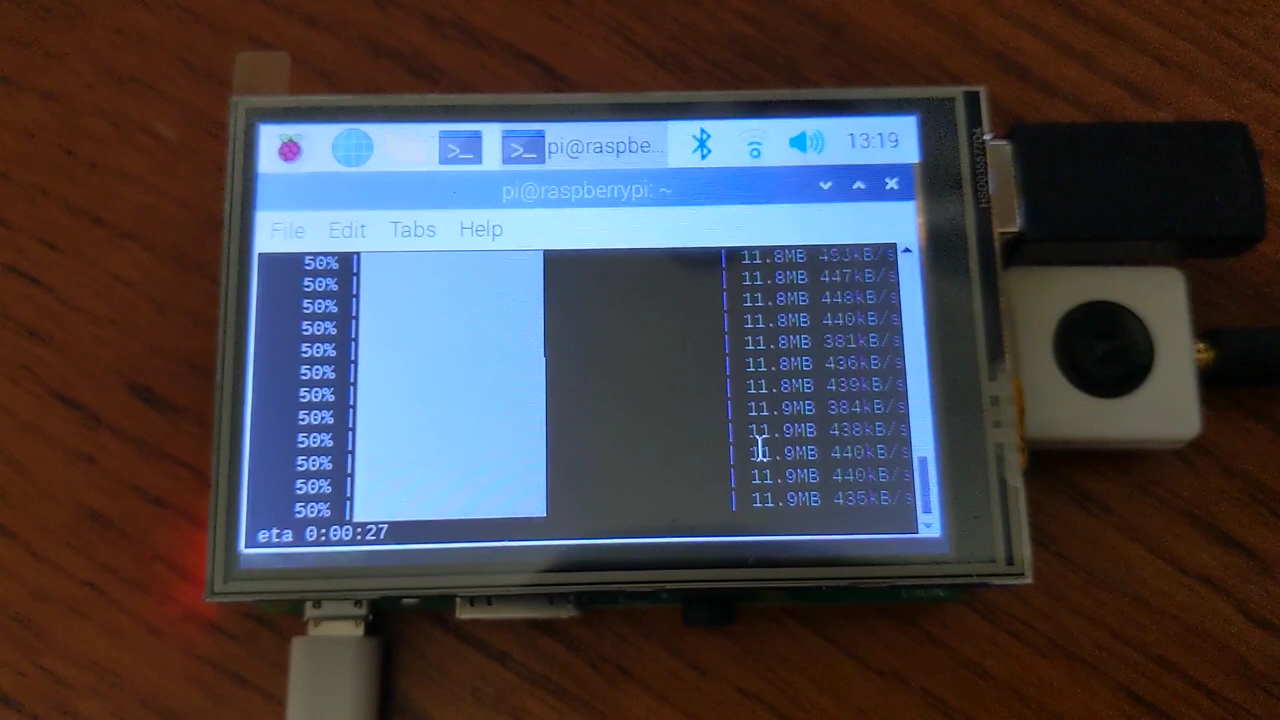 pi@raspbe... 13:19
pi@raspberrypi: ~
File Edit Tabs Help
50% | | 11.8MB 453kB/s
50% | | 11.8MB 447kB/s
50% | | 11.8MB 448kB/s
50% | | 11.8MB 440kB/s
50% | | 11.8MB 381kB/s
50% | | 11.8MB 436kB/s
50% | | 11.8MB 439kB/s
50% | | 11.9MB 384kB/s
50% | | 11.9MB 438kB/s
50% | | 11.9MB 440kB/s
50% | | 11.9MB 440kB/s
50% | | 11.9MB 435kB/s
eta 0:00:27